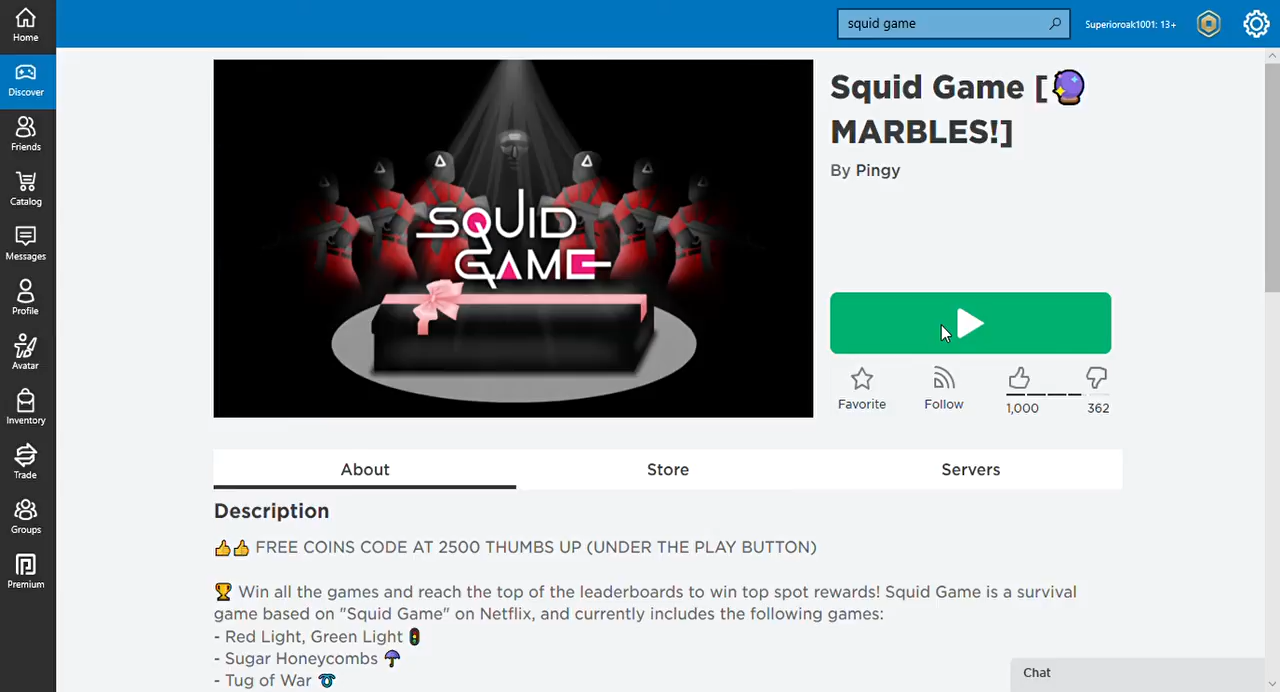 Home
Discover
Friends
Catalog
Messages
Profile
Avatar
Inventory
Trade
Groups
Premium
squid game
Superioroak1001: 13+
SQUID
GAME
Squid Game [🔮
MARBLES!]
By Pingy
Favorite
Follow
1,000
362
About
Store
Servers
Description
👍👍 FREE COINS CODE AT 2500 THUMBS UP (UNDER THE PLAY BUTTON)
🏆 Win all the games and reach the top of the leaderboards to win top spot rewards! Squid Game is a survival
game based on "Squid Game" on Netflix, and currently includes the following games:
- Red Light, Green Light 🚦
- Sugar Honeycombs ☂️
- Tug of War ➰
Chat